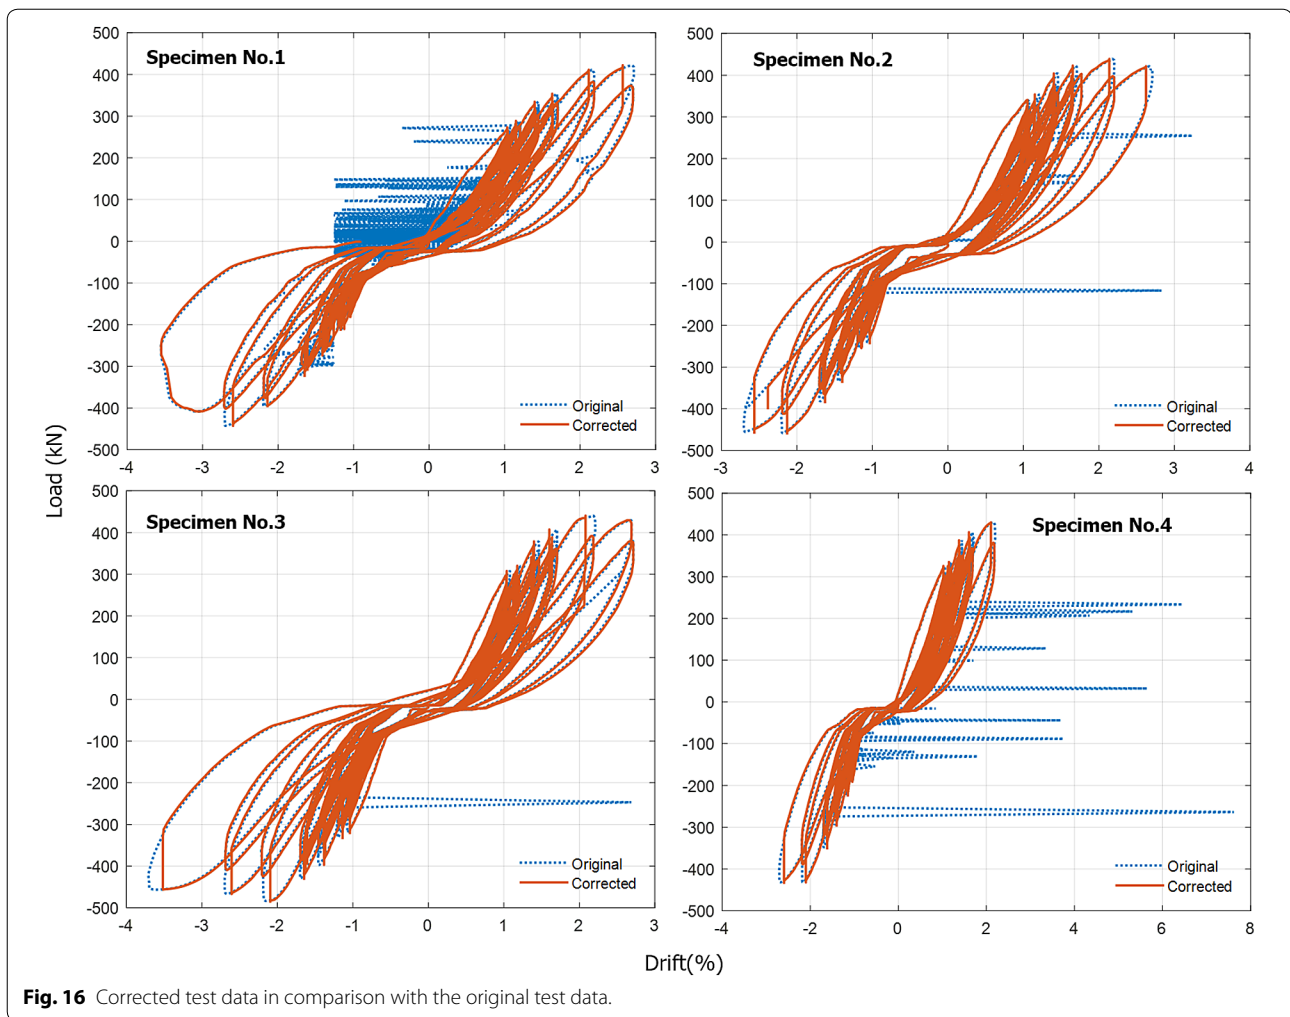 Specimen No.1
500
400
300
200
100
0
-100
-200
-300
-400
-500
-4 -3 -2 -1 0 1 2 3
Original
Corrected
Specimen No.2
500
400
300
200
100
0
-100
-200
-300
-400
-500
-3 -2 -1 0 1 2 3 4
Original
Corrected
Load (kN)
Specimen No.3
500
400
300
200
100
0
-100
-200
-300
-400
-500
-4 -3 -2 -1 0 1 2 3
Original
Corrected
Specimen No.4
500
400
300
200
100
0
-100
-200
-300
-400
-500
-4 -2 0 2 4 6 8
Original
Corrected
Drift(%)
Fig. 16 Corrected test data in comparison with the original test data.